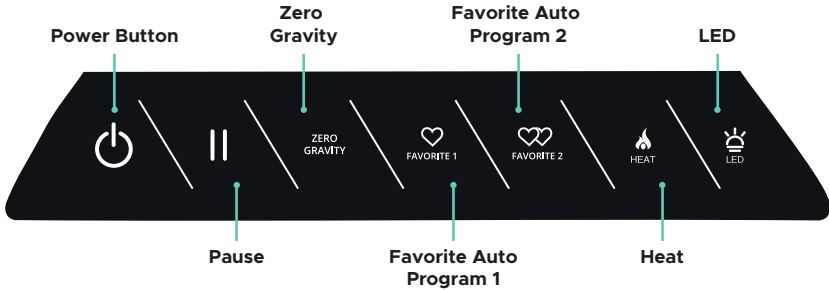 Zero
Gravity
Favorite Auto
Program 2
Power Button
LED
ZERO
GRAVITY
FAVORITE 1
FAVORITE 2
HEAT
LED
Pause
Favorite Auto
Program 1
Heat